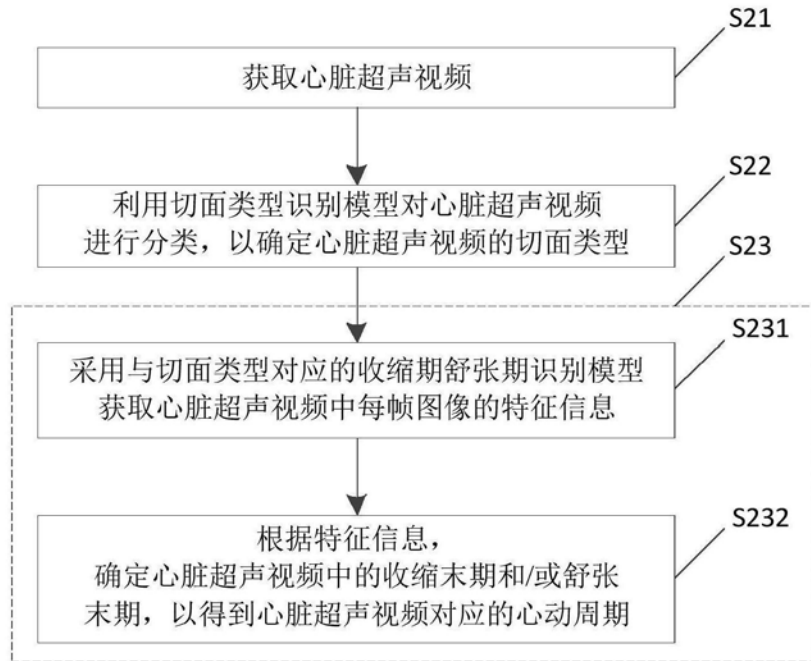 S21
获取心脏超声视频
S22
利用切面类型识别模型对心脏超声视频
进行分类，以确定心脏超声视频的切面类型
S23
S231
采用与切面类型对应的收缩期舒张期识别模型
获取心脏超声视频中每帧图像的特征信息
S232
根据特征信息，
确定心脏超声视频中的收缩末期和/或舒张
末期，以得到心脏超声视频对应的心动周期